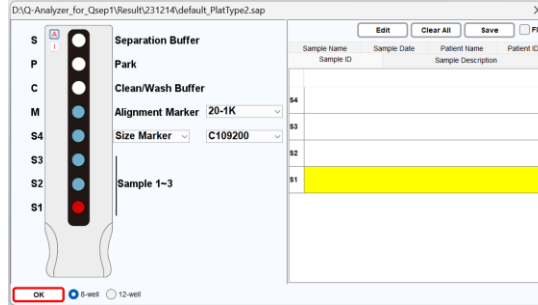 D:\Q-Analyzer_for_Qsep1\Result\231214\default_PlatType2.sap
Edit Clear All Save
S A Separation Buffer
I
P Park
C Clean/Wash Buffer
M Alignment Marker 20-1K
S4 Size Marker C109200
S3
S2 Sample 1~3
S1
Sample Name Sample Date Patient Name Patient ID
Sample ID Sample Description
S4
S3
S2
S1
OK 8-well 12-well